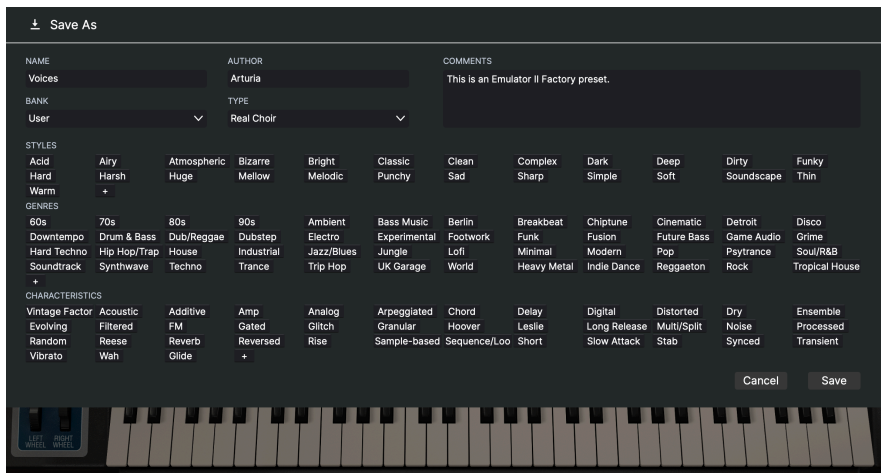 Save As
NAME AUTHOR COMMENTS
Voices Arturia This is an Emulator II Factory preset.
BANK TYPE
User Real Choir
STYLES
Acid Airy Atmospheric Bizarre Bright Classic Clean Complex Dark Deep Dirty Funky
Hard Harsh Huge Mellow Melodic Punchy Sad Sharp Simple Soft Soundscape Thin
Warm +
GENRES
60s 70s 80s 90s Ambient Bass Music Berlin Breakbeat Chiptune Cinematic Detroit Disco
Downtempo Drum & Bass Dub/Reggae Dubstep Electro Experimental Footwork Funk Fusion Future Bass Game Audio Grime
Hard Techno Hip Hop/Trap House Industrial Jazz/Blues Jungle Lofi Minimal Modern Pop Psytrance Soul/R&B
Soundtrack Synthwave Techno Trance Trip Hop UK Garage World Heavy Metal Indie Dance Reggaeton Rock Tropical House
+
CHARACTERISTICS
Vintage Factor Acoustic Additive Amp Analog Arpeggiated Chord Delay Digital Distorted Dry Ensemble
Evolving Filtered FM Gated Glitch Granular Hoover Leslie Long Release Multi/Split Noise Processed
Random Reese Reverb Reversed Rise Sample-based Sequence/Loo Short Slow Attack Stab Synced Transient
Vibrato Wah Glide +
Cancel Save
LEFT WHEEL RIGHT WHEEL